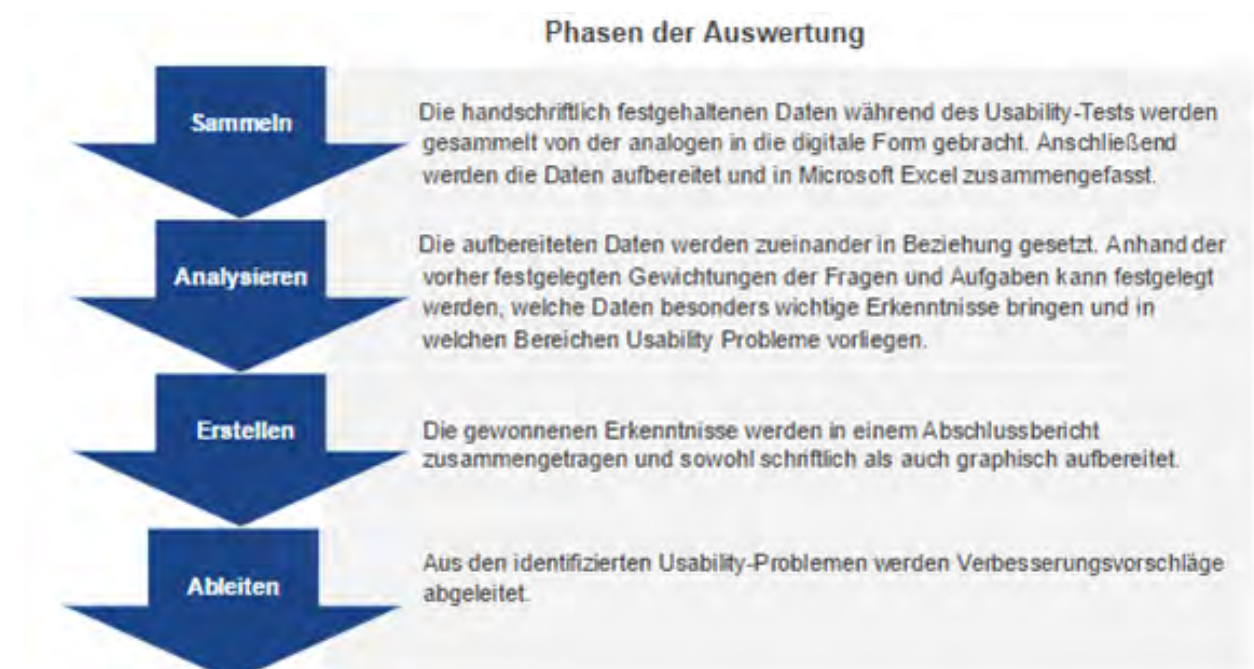 Phasen der Auswertung
Sammeln
Die handschriftlich festgehaltenen Daten während des Usability-Tests werden
gesammelt von der analogen in die digitale Form gebracht. Anschließend
werden die Daten aufbereitet und in Microsoft Excel zusammengefasst.
Analysieren
Die aufbereiteten Daten werden zueinander in Beziehung gesetzt. Anhand der
vorher festgelegten Gewichtungen der Fragen und Aufgaben kann festgelegt
werden, welche Daten besonders wichtige Erkenntnisse bringen und in
welchen Bereichen Usability Probleme vorliegen.
Erstellen
Die gewonnenen Erkenntnisse werden in einem Abschlussbericht
zusammengetragen und sowohl schriftlich als auch graphisch aufbereitet.
Ableiten
Aus den identifizierten Usability-Problemen werden Verbesserungsvorschläge
abgeleitet.